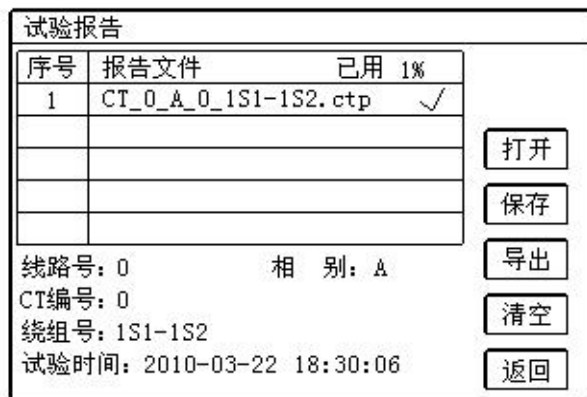 试验报告
序号 报告文件 已用 1%
1 CT_0_A_0_1S1-1S2.ctp ✓
打开
保存
线路号：0 相 别：A
导出
CT编号：0
清空
绕组号：1S1-1S2
试验时间：2010-03-22 18:30:06
返回